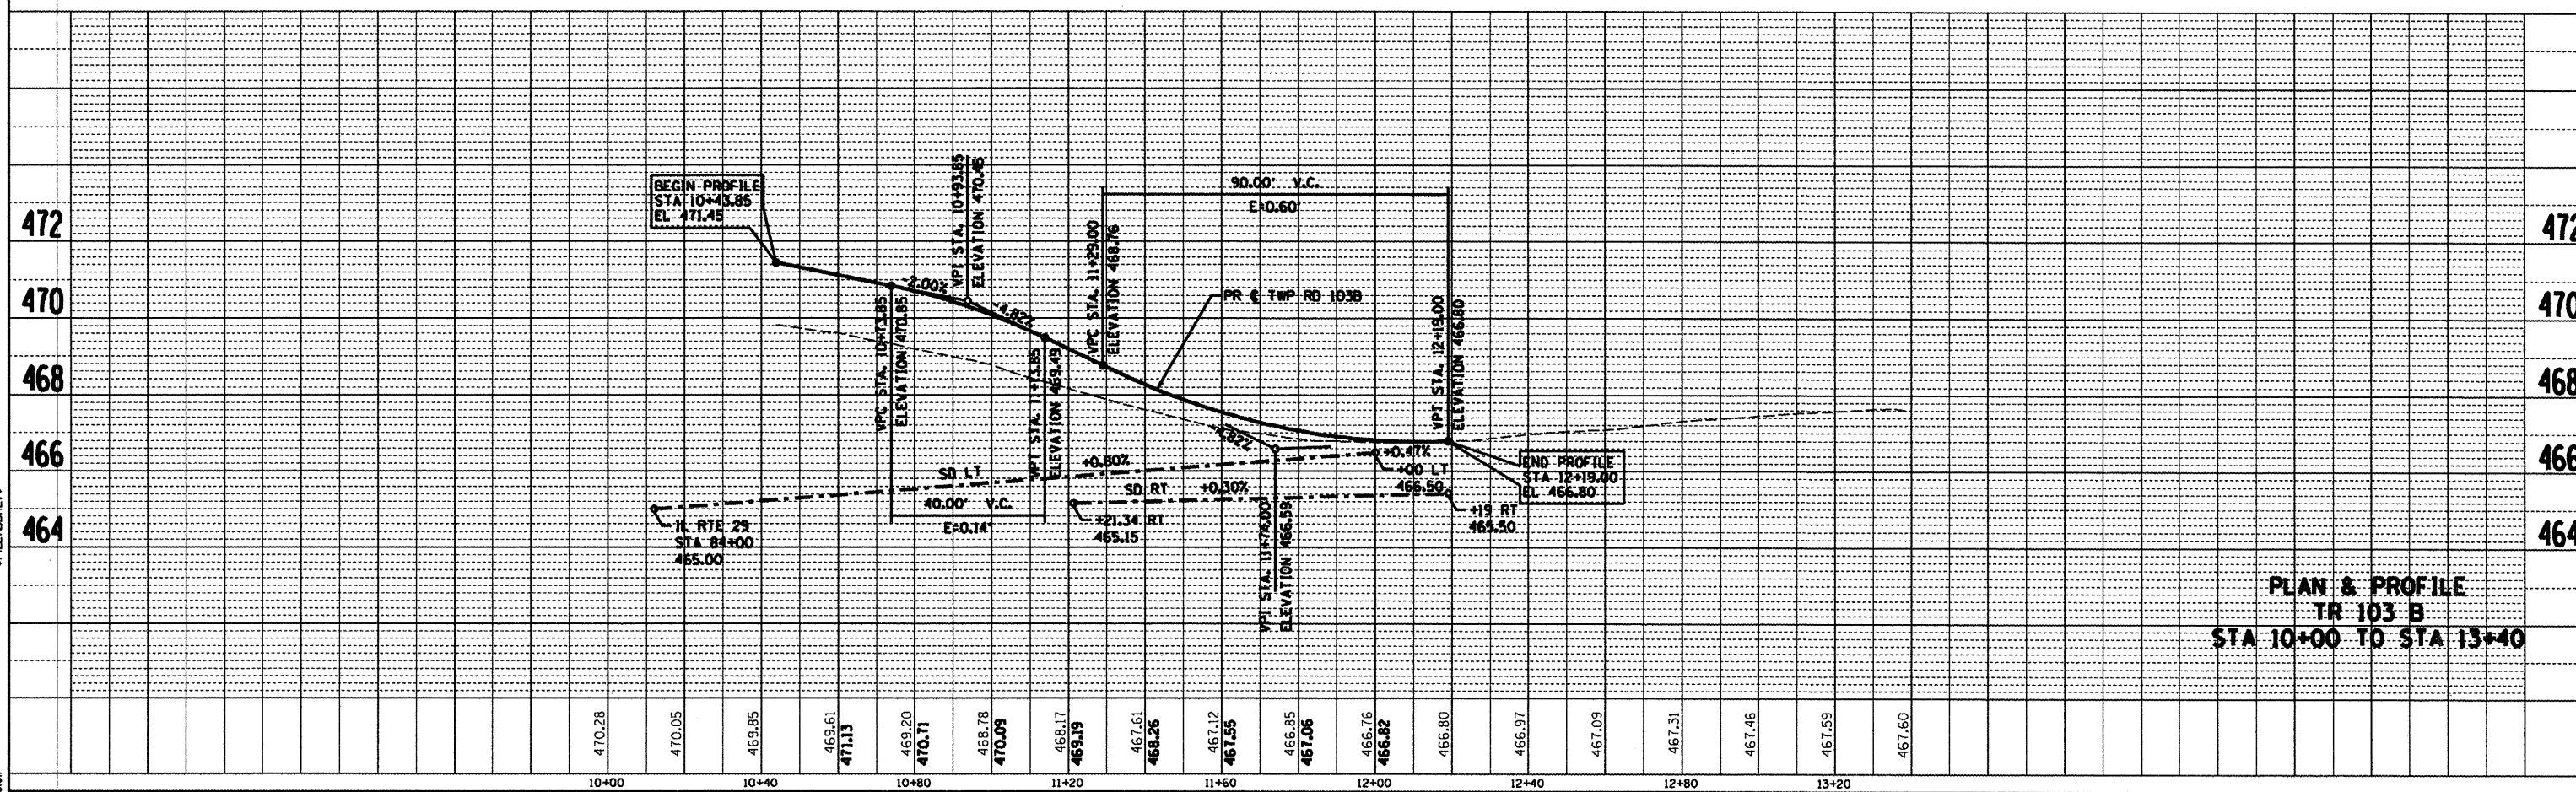 BEGIN PROFILE
STA 10+43.85
EL 471.45
VPI STA. 10+93.85
ELEVATION 470.45
90.00' V.C.
E=0.60'
472
472
-2.00%
-4.82%
VPC STA. 11+29.00
ELEVATION 468.76
PR ℄ TWP RD 103B
470
470
VPC STA. 10+73.85
ELEVATION 470.85
VPT STA. 11+13.85
ELEVATION 469.49
VPT STA. 12+19.00
ELEVATION 466.80
468
468
-4.82%
+0.47%
466
466
SD LT
+0.80%
+00 LT
466.50
END PROFILE
STA 12+19.00
EL 466.80
SD RT
+0.30%
40.00' V.C.
E=0.14'
IL RTE 29
STA 84+00
465.00
+21.34 RT
465.15
+19 RT
465.50
464
464
VPI STA. 11+74.00
ELEVATION 466.59
PLAN & PROFILE
TR 103 B
STA 10+00 TO STA 13+40
470.28
470.05
469.85
469.61
471.13
469.20
470.71
468.78
470.09
468.17
469.19
467.61
468.26
467.12
467.55
466.85
467.06
466.76
466.82
466.80
466.97
467.09
467.31
467.46
467.59
467.60
10+00
10+40
10+80
11+20
11+60
12+00
12+40
12+80
13+20